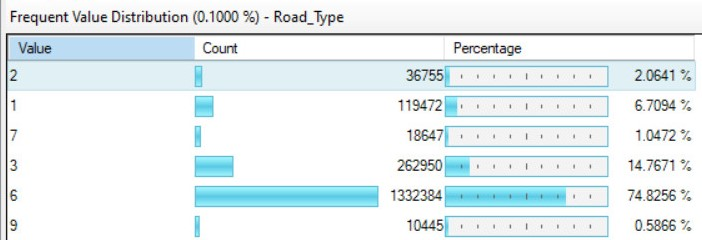 Frequent Value Distribution (0.1000 %) - Road_Type
Value Count Percentage
2 36755 2.0641 %
1 119472 6.7094 %
7 18647 1.0472 %
3 262950 14.7671 %
6 1332384 74.8256 %
9 10445 0.5866 %